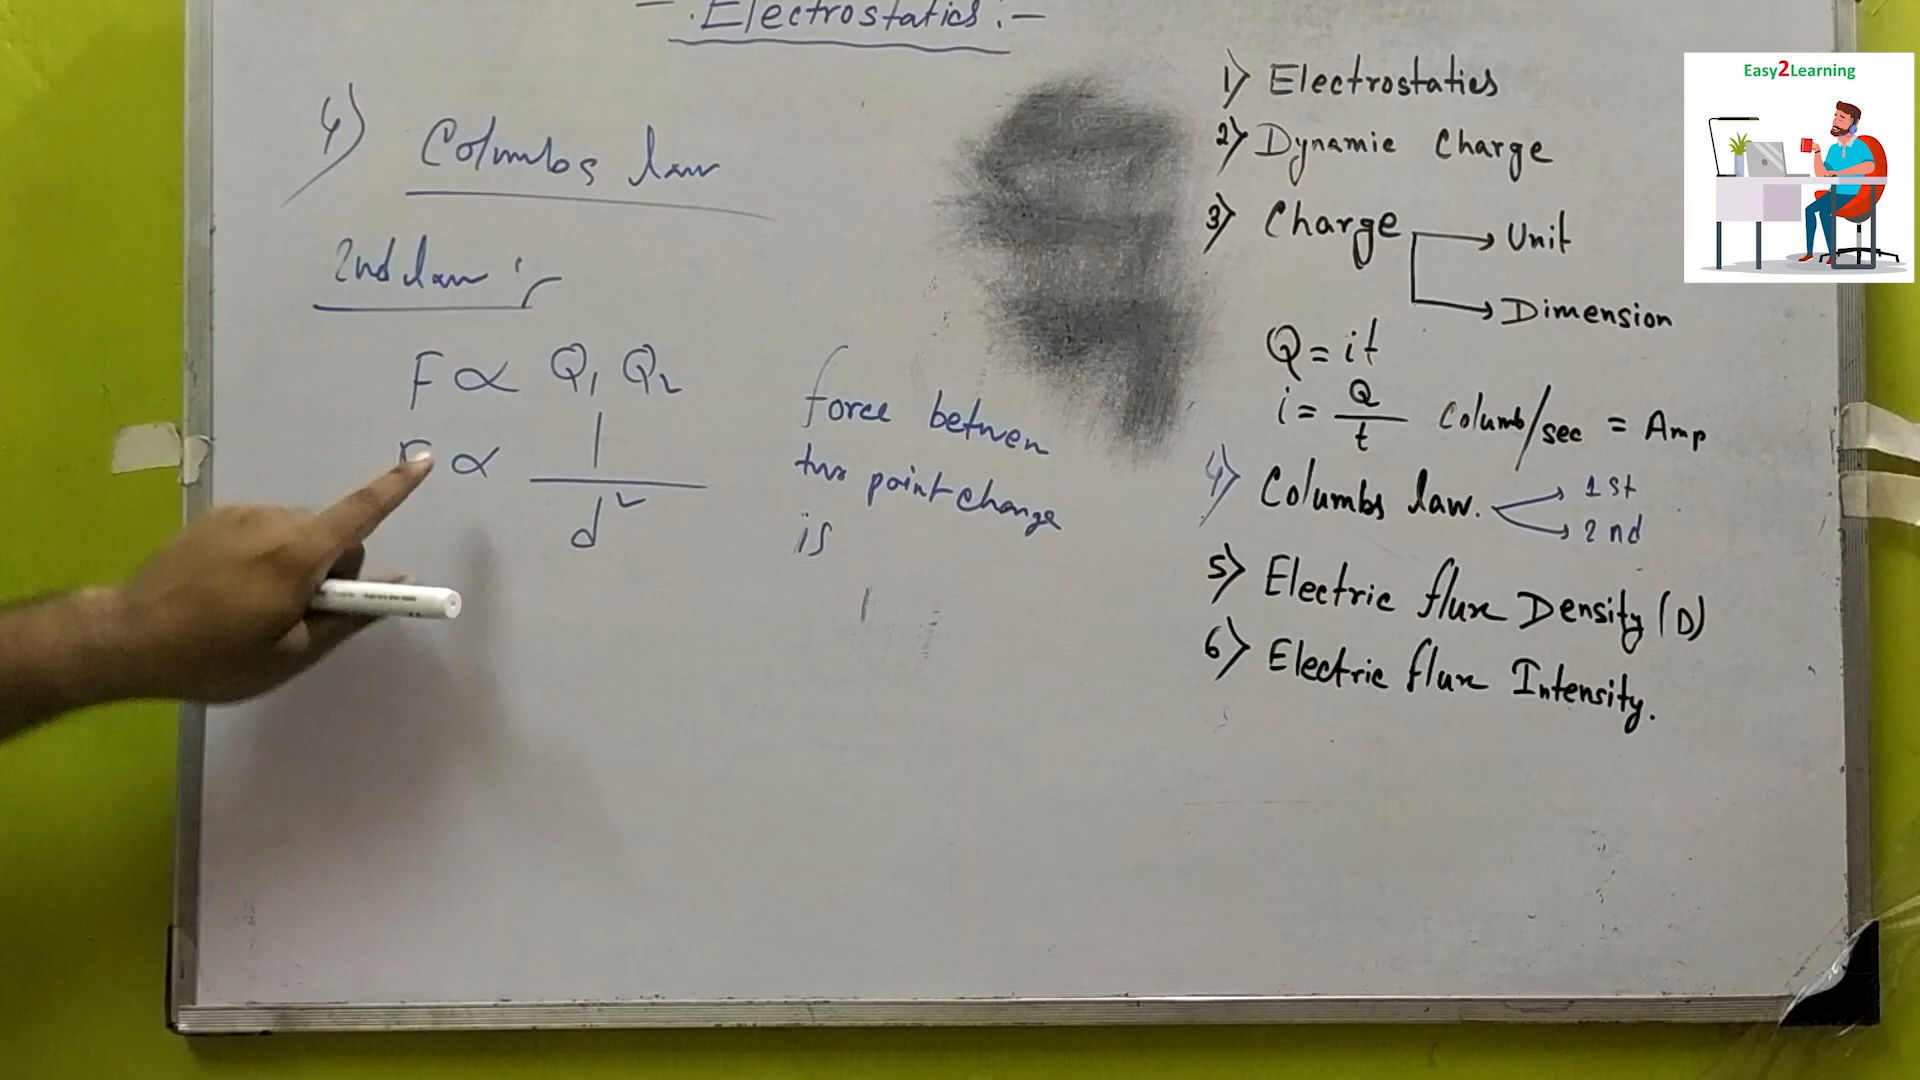 - . Electrostatics : -
4) Columbs law
2nd law :-
F ∝ Q1 Q2
F ∝ 1/d²
force between
two point charge
is
1) Electrostatics
2) Dynamic Charge
3) Charge → Unit
→ Dimension
Q = it
i = Q/t Columb/sec = Amp
4) Columbs law. → 1st
→ 2nd
5) Electric flux Density (D)
6) Electric flux Intensity.
Easy2Learning